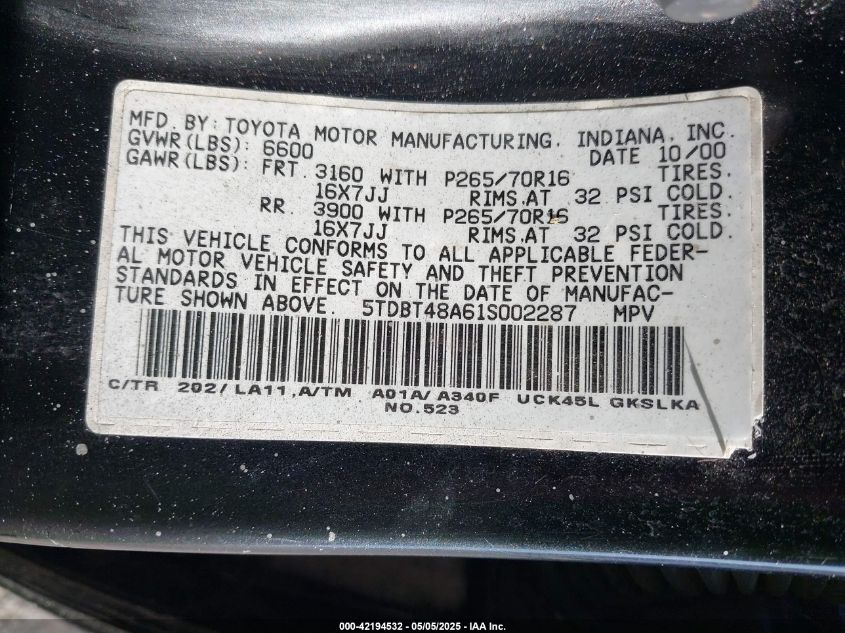 MFD. BY: TOYOTA MOTOR MANUFACTURING, INDIANA, INC.
GVWR(LBS): 6600 DATE 10/00
GAWR(LBS): FRT. 3160 WITH P265/70R16 TIRES.
16X7JJ RIMS.AT 32 PSI COLD.
RR. 3900 WITH P265/70R16 TIRES.
16X7JJ RIMS.AT 32 PSI COLD.
THIS VEHICLE CONFORMS TO ALL APPLICABLE FEDER-
AL MOTOR VEHICLE SAFETY AND THEFT PREVENTION
STANDARDS IN EFFECT ON THE DATE OF MANUFAC-
TURE SHOWN ABOVE. 5TDBT48A61S002287 MPV
C/TR 202/ LA11,A/TM A01A/ A340F UCK45L GKSLKA
NO.523
000-42194532 - 05/05/2025 - IAA Inc.